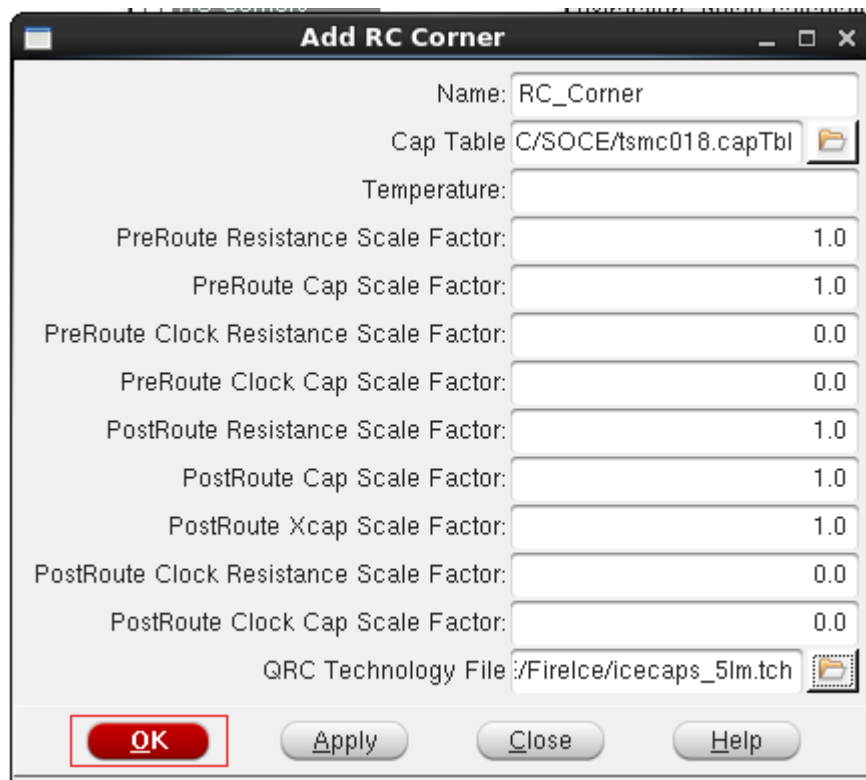 Add RC Corner
Name: RC_Corner
Cap Table C/SOCE/tsmc018.capTbl
Temperature:
PreRoute Resistance Scale Factor: 1.0
PreRoute Cap Scale Factor: 1.0
PreRoute Clock Resistance Scale Factor: 0.0
PreRoute Clock Cap Scale Factor: 0.0
PostRoute Resistance Scale Factor: 1.0
PostRoute Cap Scale Factor: 1.0
PostRoute Xcap Scale Factor: 1.0
PostRoute Clock Resistance Scale Factor: 0.0
PostRoute Clock Cap Scale Factor: 0.0
QRC Technology File :/FireIce/icecaps_5lm.tch
OK Apply Close Help